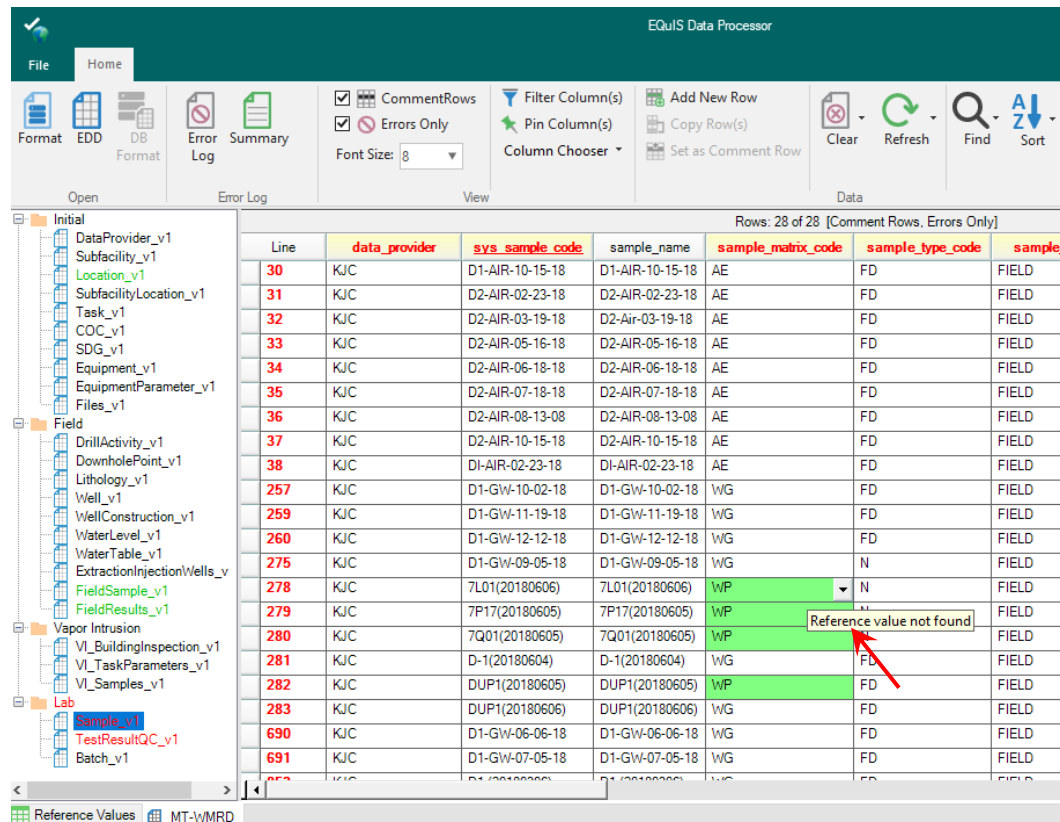 EQuIS Data Processor
File Home
Format EDD DB Format Error Log Summary
CommentRows
Errors Only
Font Size: 8
Filter Column(s)
Pin Column(s)
Column Chooser
Add New Row
Copy Row(s)
Set as Comment Row
Clear Refresh Find Sort
Open Error Log View Data
Initial
DataProvider_v1
Subfacility_v1
Location_v1
SubfacilityLocation_v1
Task_v1
COC_v1
SDG_v1
Equipment_v1
EquipmentParameter_v1
Files_v1
Field
DrillActivity_v1
DownholePoint_v1
Lithology_v1
Well_v1
WellConstruction_v1
WaterLevel_v1
WaterTable_v1
ExtractionInjectionWells_v
FieldSample_v1
FieldResults_v1
Vapor Intrusion
VI_BuildingInspection_v1
VI_TaskParameters_v1
VI_Samples_v1
Lab
Sample_v1
TestResultQC_v1
Batch_v1
Rows: 28 of 28 [Comment Rows, Errors Only]
Line data_provider sys_sample_code sample_name sample_matrix_code sample_type_code sample_
30 KJC D1-AIR-10-15-18 D1-AIR-10-15-18 AE FD FIELD
31 KJC D2-AIR-02-23-18 D2-AIR-02-23-18 AE FD FIELD
32 KJC D2-AIR-03-19-18 D2-Air-03-19-18 AE FD FIELD
33 KJC D2-AIR-05-16-18 D2-AIR-05-16-18 AE FD FIELD
34 KJC D2-AIR-06-18-18 D2-AIR-06-18-18 AE FD FIELD
35 KJC D2-AIR-07-18-18 D2-AIR-07-18-18 AE FD FIELD
36 KJC D2-AIR-08-13-08 D2-AIR-08-13-08 AE FD FIELD
37 KJC D2-AIR-10-15-18 D2-AIR-10-15-18 AE FD FIELD
38 KJC DI-AIR-02-23-18 DI-AIR-02-23-18 AE FD FIELD
257 KJC D1-GW-10-02-18 D1-GW-10-02-18 WG FD FIELD
259 KJC D1-GW-11-19-18 D1-GW-11-19-18 WG FD FIELD
260 KJC D1-GW-12-12-18 D1-GW-12-12-18 WG FD FIELD
275 KJC D1-GW-09-05-18 D1-GW-09-05-18 WG N FIELD
278 KJC 7L01(20180606) 7L01(20180606) WP N FIELD
279 KJC 7P17(20180605) 7P17(20180605) WP FIELD
Reference value not found
280 KJC 7Q01(20180605) 7Q01(20180605) WP FIELD
281 KJC D-1(20180604) D-1(20180604) WG FD FIELD
282 KJC DUP1(20180605) DUP1(20180605) WP FD FIELD
283 KJC DUP1(20180605) DUP1(20180605) WG FD FIELD
690 KJC D1-GW-06-06-18 D1-GW-06-06-18 WG FD FIELD
691 KJC D1-GW-07-05-18 D1-GW-07-05-18 WG FD FIELD
Reference Values MT-WMRD